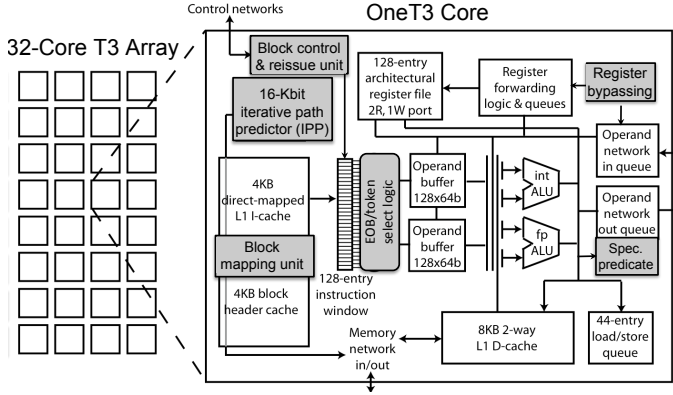 Control networks
OneT3 Core
32-Core T3 Array
Block control
& reissue unit
128-entry
architectural
register file
2R, 1W port
Register
forwarding
logic & queues
Register
bypassing
16-Kbit
iterative path
predictor (IPP)
Operand
network
in queue
4KB
direct-mapped
L1 I-cache
EOB/token
select logic
Operand
buffer
128x64b
int
ALU
Operand
network
out queue
Block
mapping unit
Operand
buffer
128x64b
fp
ALU
Spec.
predicate
4KB block
header cache
128-entry
instruction
window
Memory
network
in/out
8KB 2-way
L1 D-cache
44-entry
load/store
queue